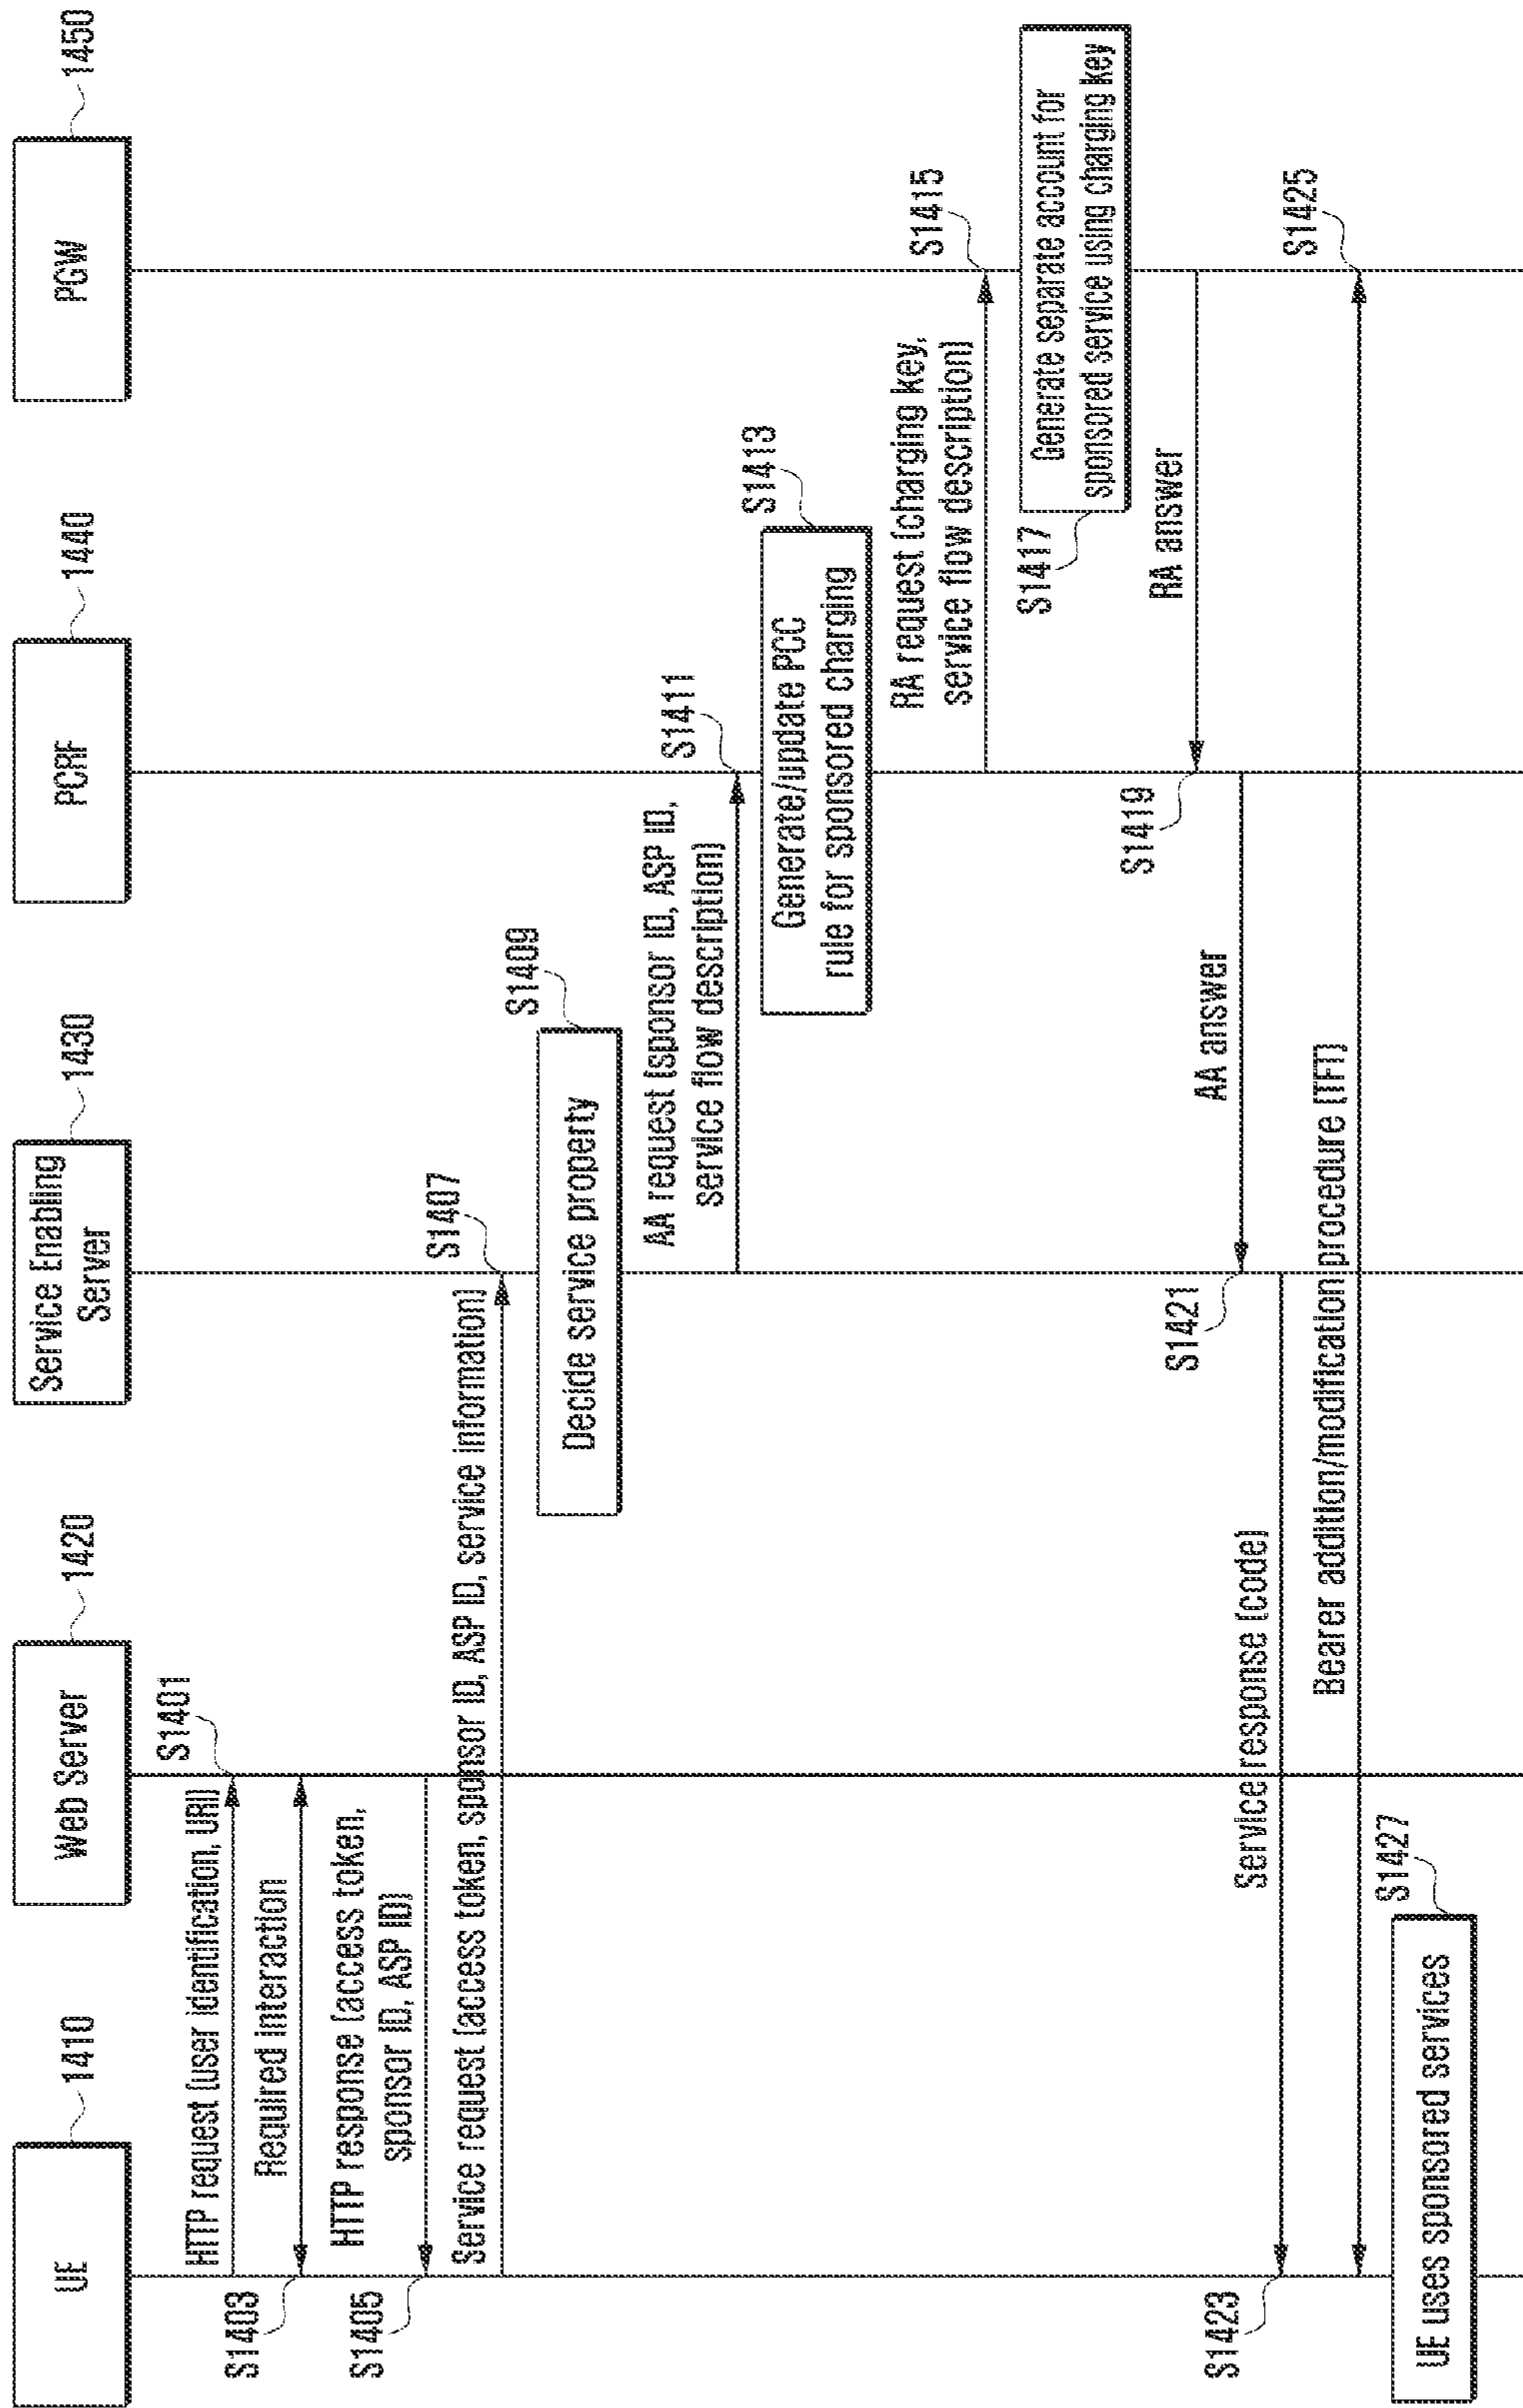 UE
1410
Web Server
1420
Service Enabling
Server
1430
PCRF
1440
PGW
1450
HTTP request (user identification, URI)
S1401
Required interaction
S1403
HTTP response (access token,
sponsor ID, ASP ID)
S1405
Service request (access token, sponsor ID, ASP ID, service information)
S1407
Decide service property
S1409
AA request (sponsor ID, ASP ID,
service flow description)
S1411
Generate/update PCC
rule for sponsored charging
S1413
RA request (charging key,
service flow description)
S1415
Generate separate account for
sponsored service using charging key
S1417
RA answer
S1419
AA answer
S1421
Service response (code)
S1423
Bearer addition/modification procedure (TFT)
S1425
UE uses sponsored services
S1427